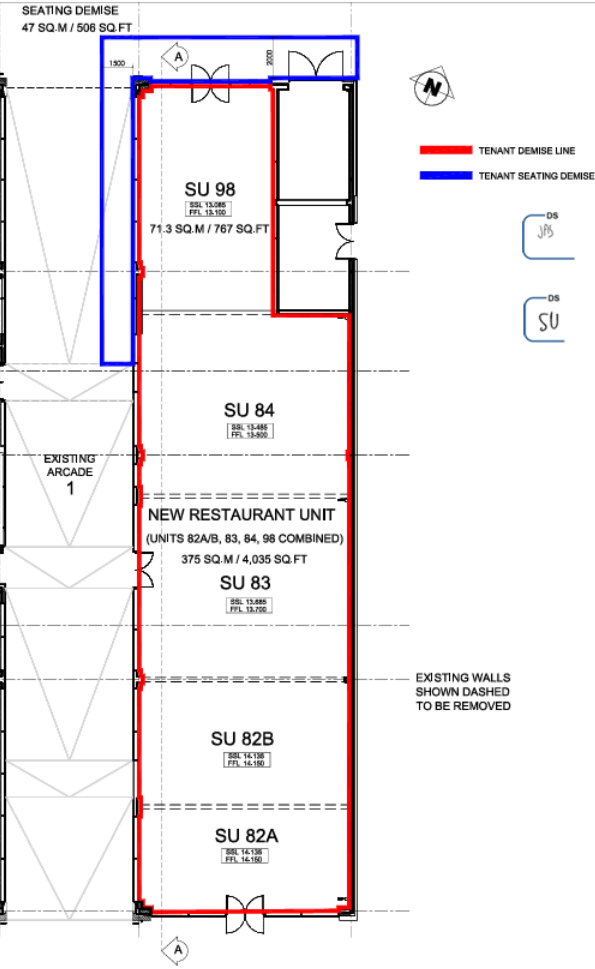 SEATING DEMISE
47 SQ.M / 506 SQ.FT
A
1500
2000
N
TENANT DEMISE LINE
TENANT SEATING DEMISE
SU 98
SSL 13.085
FFL 13.100
71.3 SQ.M / 767 SQ.FT
DS
JPB
DS
SU
SU 84
SSL 13.485
FFL 13.500
EXISTING
ARCADE
1
NEW RESTAURANT UNIT
(UNITS 82A/B, 83, 84, 98 COMBINED)
375 SQ.M / 4,035 SQ.FT
SU 83
SSL 13.685
FFL 13.700
EXISTING WALLS
SHOWN DASHED
TO BE REMOVED
SU 82B
SSL 14.135
FFL 14.150
SU 82A
SSL 14.135
FFL 14.150
A